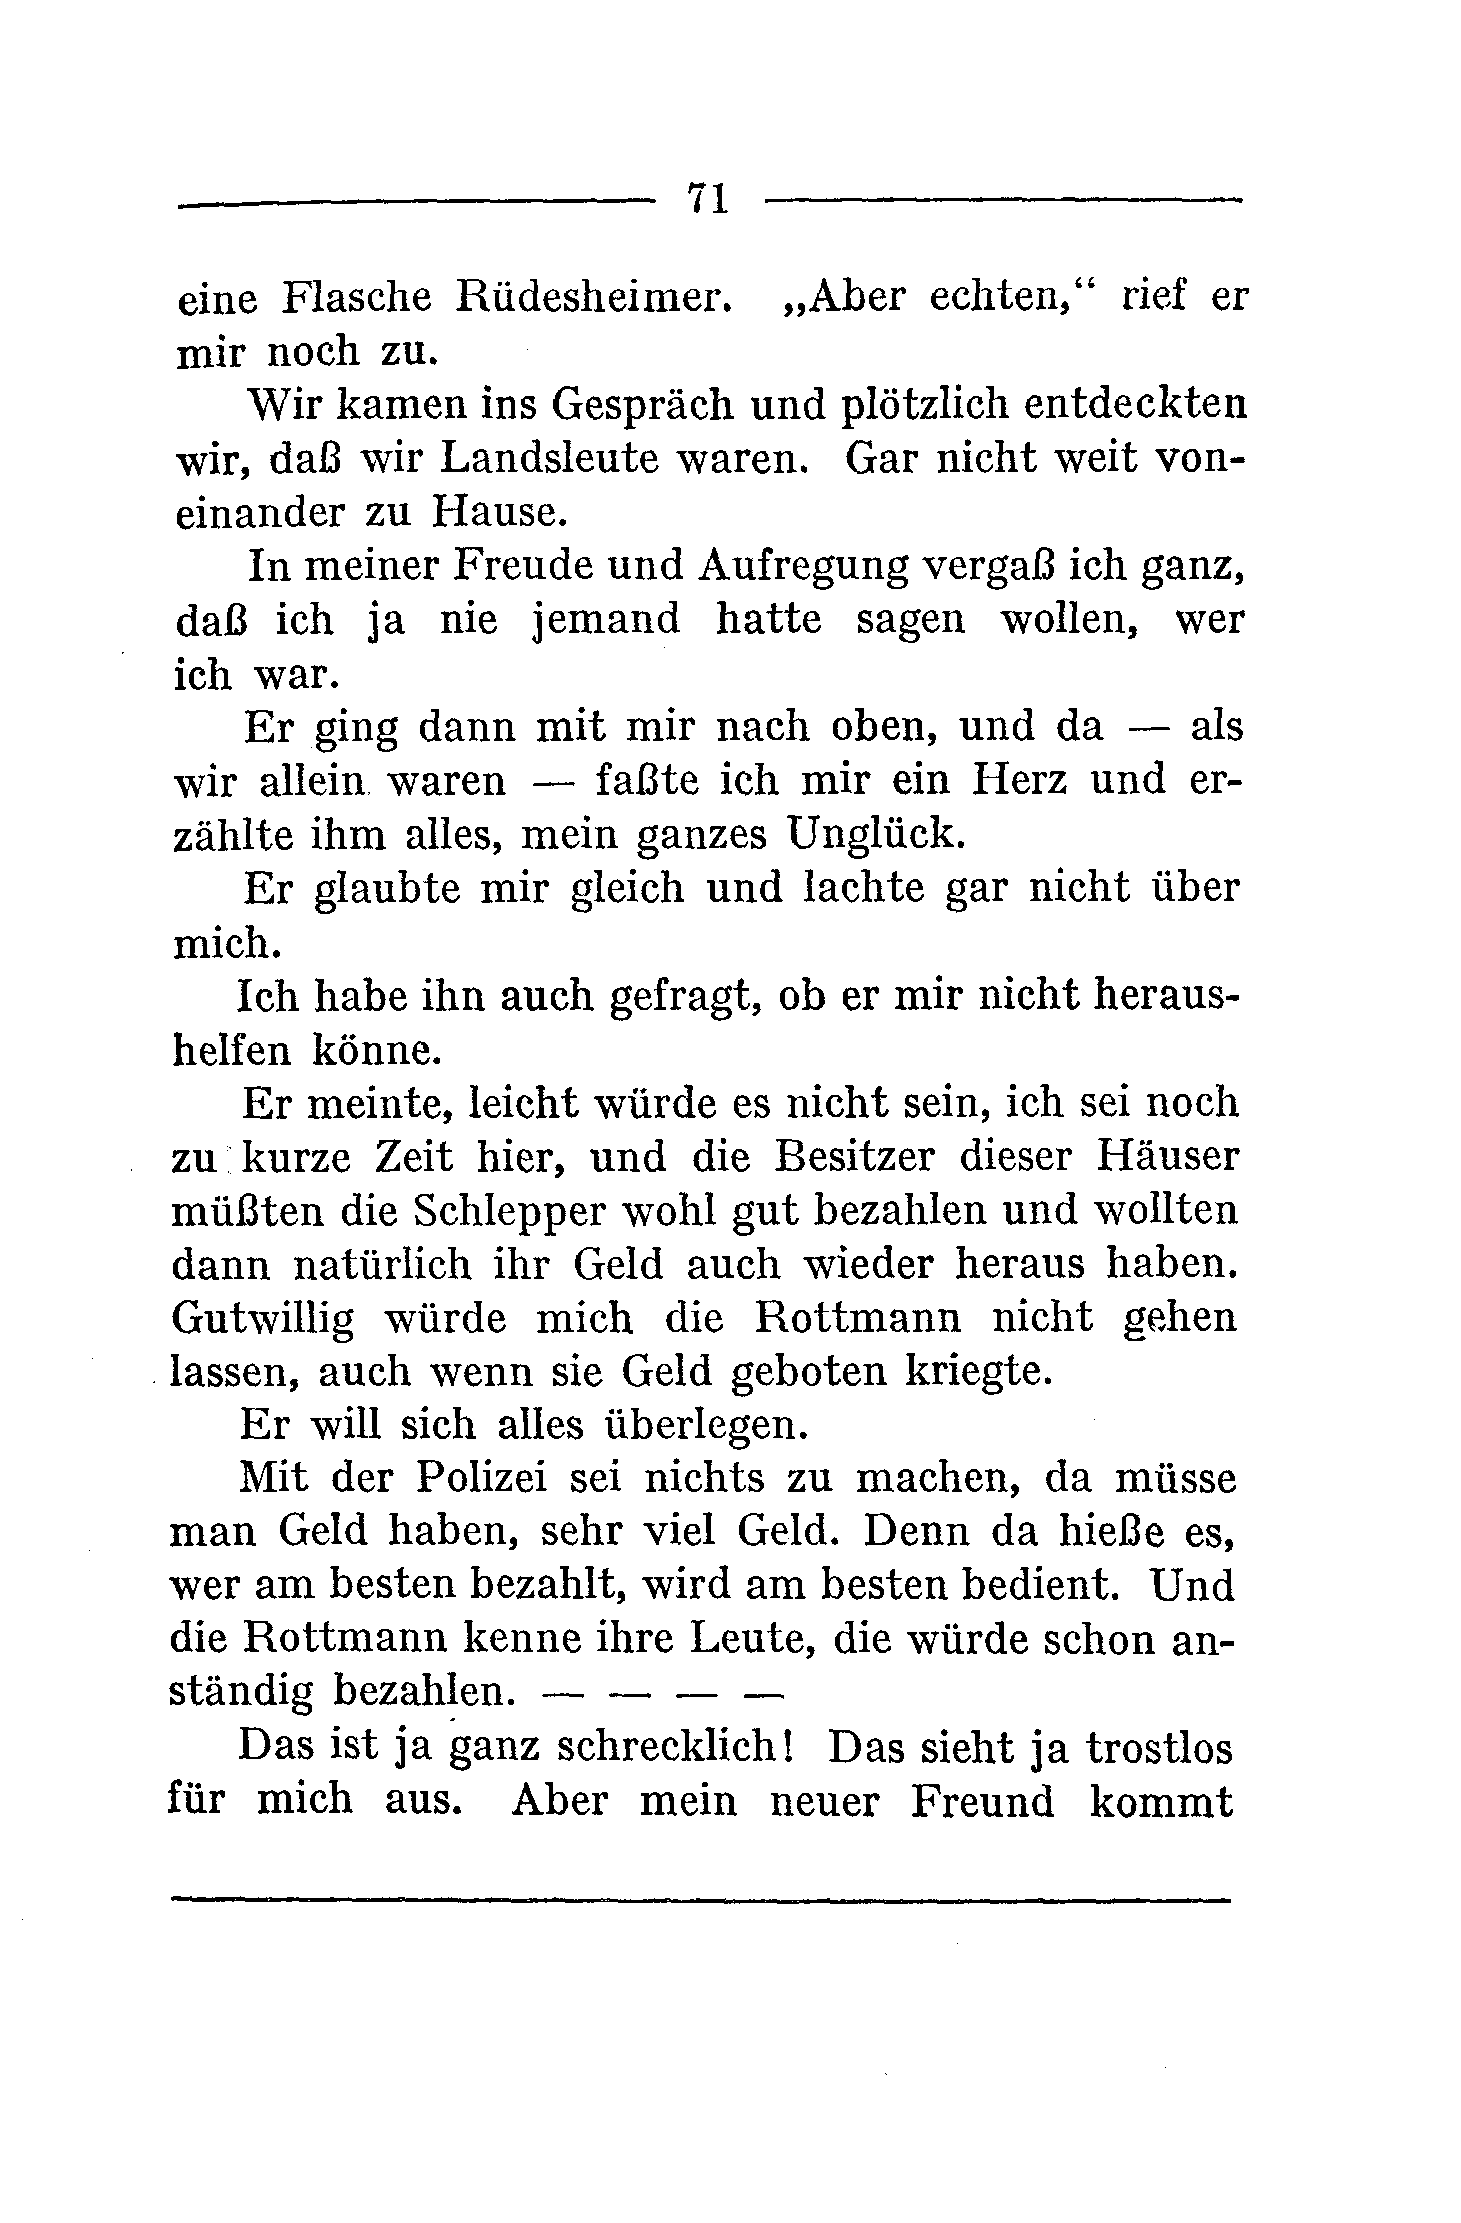 71
eine Flasche Rüdesheimer. „Aber echten,“ rief er
mir noch zu.
Wir kamen ins Gespräch und plötzlich entdeckten
wir, daß wir Landsleute waren. Gar nicht weit von-
einander zu Hause.
In meiner Freude und Aufregung vergaß ich ganz,
daß ich ja nie jemand hatte sagen wollen, wer
ich war.
Er ging dann mit mir nach oben, und da — als
wir allein waren — faßte ich mir ein Herz und er-
zählte ihm alles, mein ganzes Unglück.
Er glaubte mir gleich und lachte gar nicht über
mich.
Ich habe ihn auch gefragt, ob er mir nicht heraus-
helfen könne.
Er meinte, leicht würde es nicht sein, ich sei noch
zu kurze Zeit hier, und die Besitzer dieser Häuser
müßten die Schlepper wohl gut bezahlen und wollten
dann natürlich ihr Geld auch wieder heraus haben.
Gutwillig würde mich die Rottmann nicht gehen
lassen, auch wenn sie Geld geboten kriegte.
Er will sich alles überlegen.
Mit der Polizei sei nichts zu machen, da müsse
man Geld haben, sehr viel Geld. Denn da hieße es,
wer am besten bezahlt, wird am besten bedient. Und
die Rottmann kenne ihre Leute, die würde schon an-
ständig bezahlen. — — — —
Das ist ja ganz schrecklich! Das sieht ja trostlos
für mich aus. Aber mein neuer Freund kommt